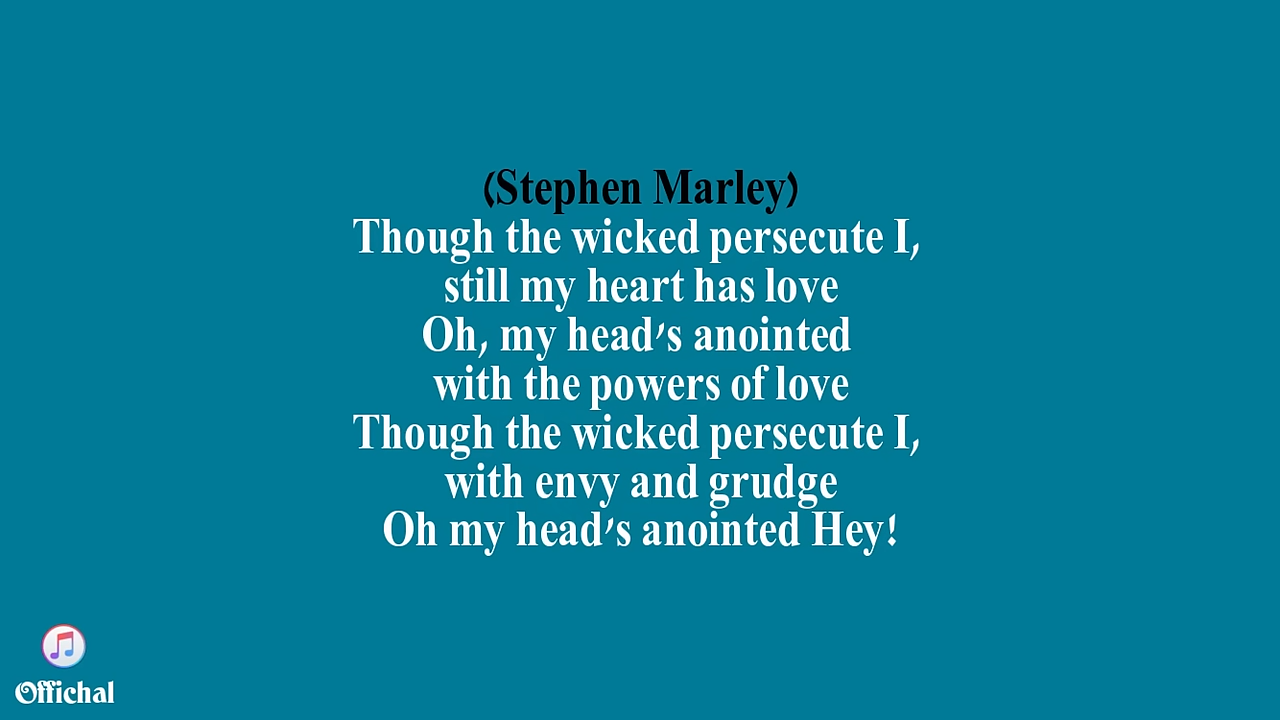 (Stephen Marley)
Though the wicked persecute I,
still my heart has love
Oh, my head's anointed
with the powers of love
Though the wicked persecute I,
with envy and grudge
Oh my head's anointed Hey!
Offichal